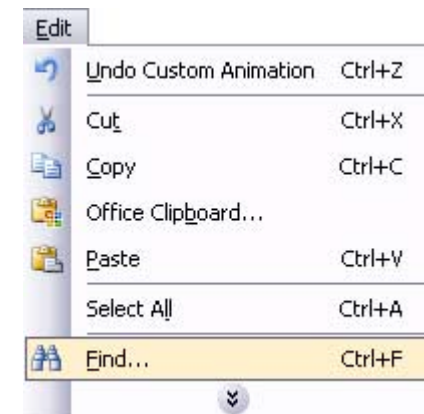 Edit
Undo Custom Animation Ctrl+Z
Cut Ctrl+X
Copy Ctrl+C
Office Clipboard...
Paste Ctrl+V
Select All Ctrl+A
Find... Ctrl+F